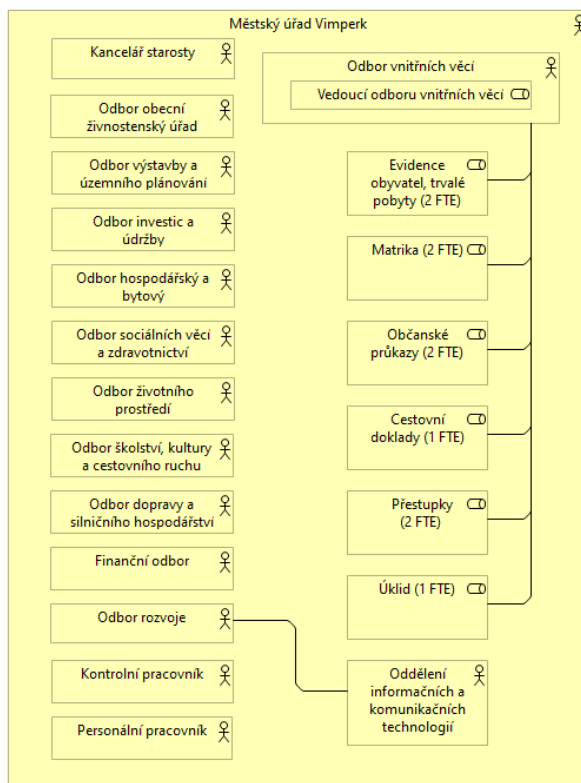 Městský úřad Vimperk
Kancelář starosty
Odbor obecní
živnostenský úřad
Odbor výstavby a
územního plánování
Odbor investic a
údržby
Odbor hospodářský a
bytový
Odbor sociálních věcí
a zdravotnictví
Odbor životního
prostředí
Odbor školství, kultury
a cestovního ruchu
Odbor dopravy a
silničního hospodářství
Finanční odbor
Odbor rozvoje
Kontrolní pracovník
Personální pracovník
Odbor vnitřních věcí
Vedoucí odboru vnitřních věcí
Evidence
obyvatel, trvalé
pobyty (2 FTE)
Matrika (2 FTE)
Občanské
průkazy (2 FTE)
Cestovní
doklady (1 FTE)
Přestupky
(2 FTE)
Úklid (1 FTE)
Oddělení
informačních a
komunikačních
technologií